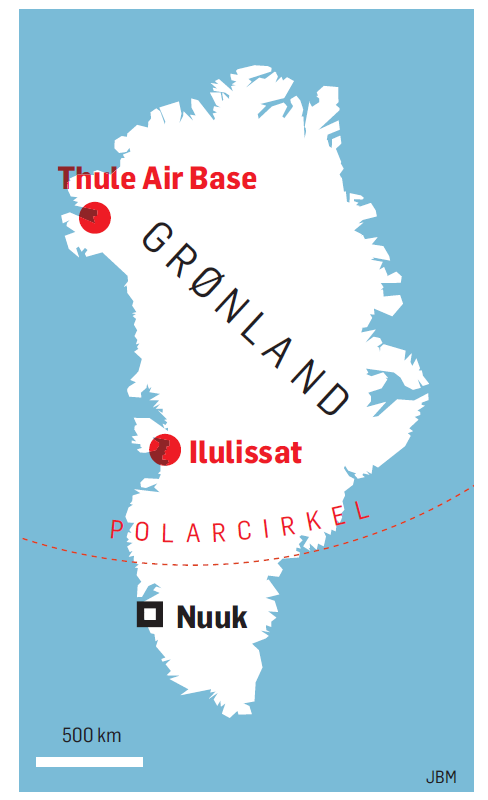 Thule Air Base
GRØNLAND
Ilulissat
POLARCIRKEL
Nuuk
500 km
JBM